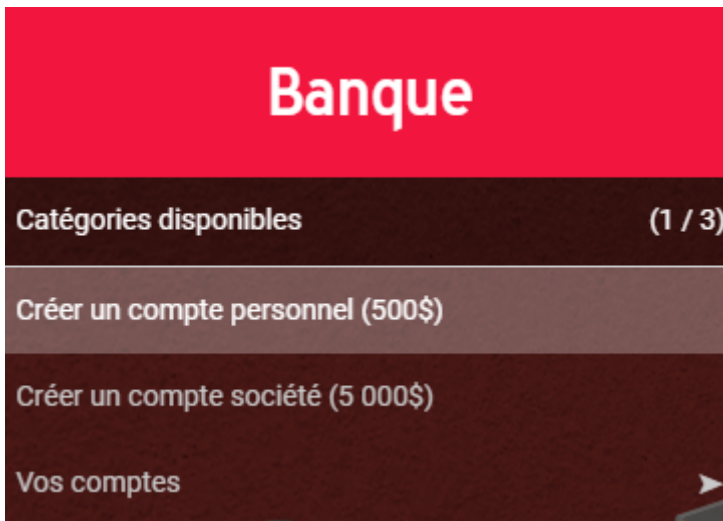 Banque
Catégories disponibles (1 / 3)
Créer un compte personnel (500$)
Créer un compte société (5 000$)
Vos comptes